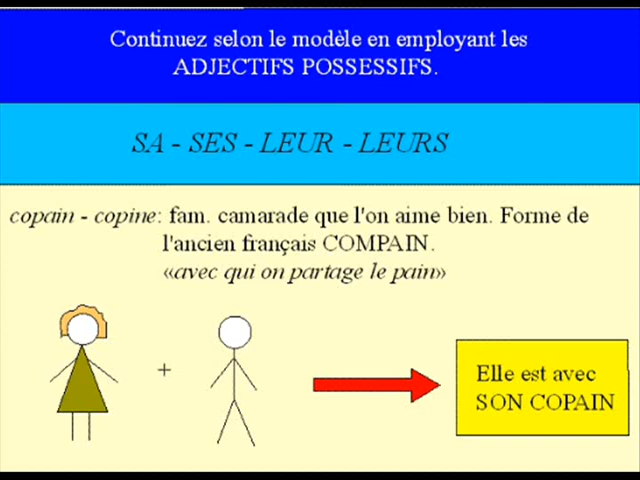 Continuez selon le modèle en employant les
ADJECTIFS POSSESSIFS.
SA - SES - LEUR - LEURS
copain - copine: fam. camarade que l'on aime bien. Forme de
l'ancien français COMPAIN.
«avec qui on partage le pain»
+
Elle est avec
SON COPAIN